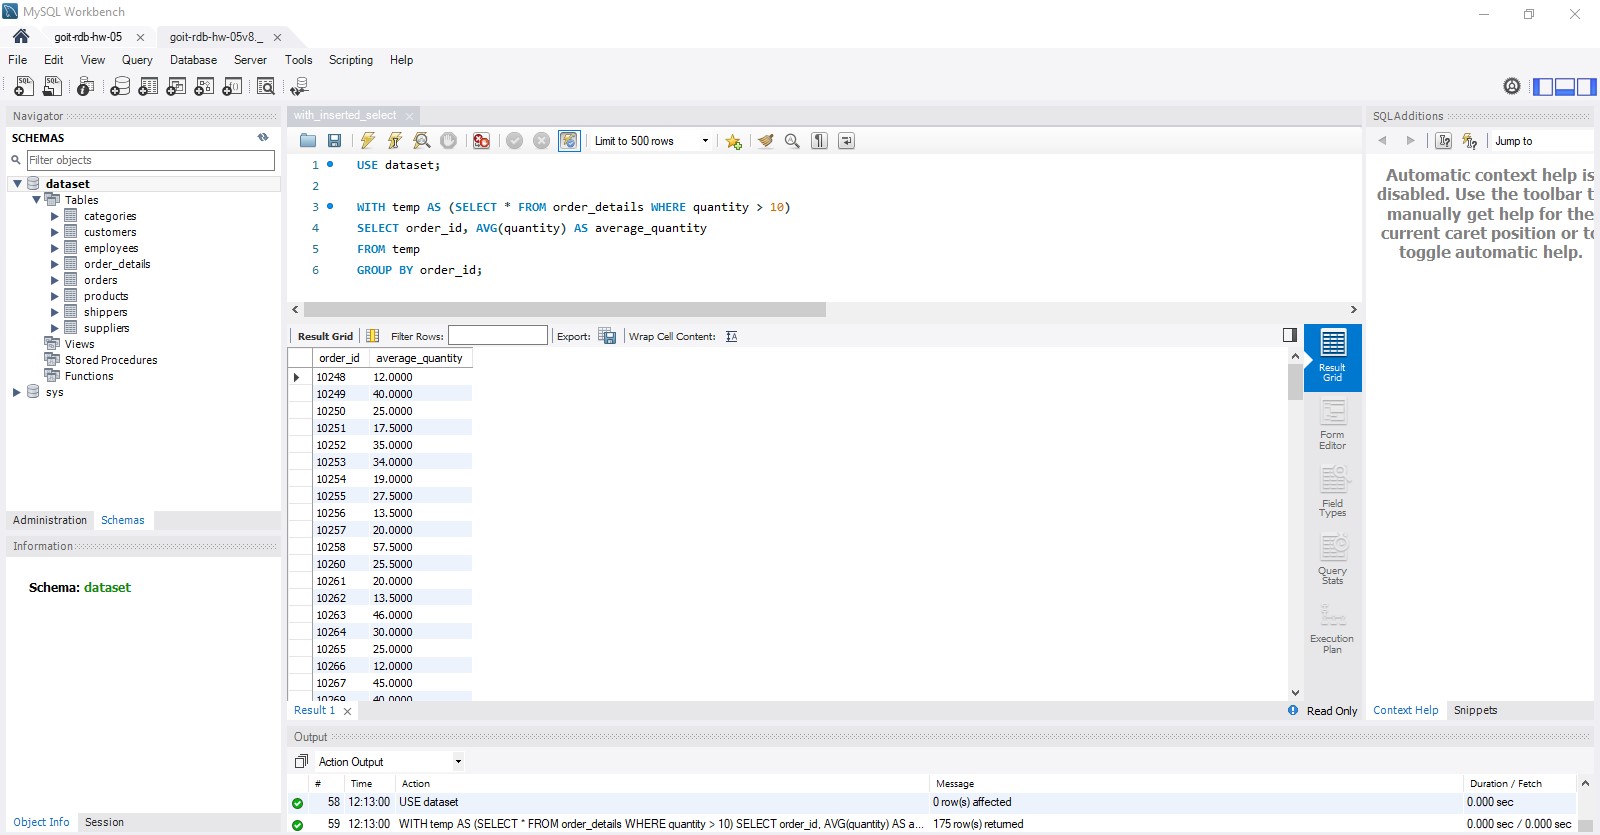 MySQL Workbench
goit-rdb-hw-05
goit-rdb-hw-05v8._
File Edit View Query Database Server Tools Scripting Help
Navigator
SCHEMAS
Filter objects
dataset
Tables
categories
customers
employees
order_details
orders
products
shippers
suppliers
Views
Stored Procedures
Functions
sys
Administration Schemas
Information
Schema: dataset
Object Info Session
with_inserted_select
Limit to 500 rows
1 USE dataset;
2
3 WITH temp AS (SELECT * FROM order_details WHERE quantity > 10)
4 SELECT order_id, AVG(quantity) AS average_quantity
5 FROM temp
6 GROUP BY order_id;
Result Grid Filter Rows: Export: Wrap Cell Content:
order_id average_quantity
10248 12.0000
10249 40.0000
10250 25.0000
10251 17.5000
10252 35.0000
10253 34.0000
10254 19.0000
10255 27.5000
10256 13.5000
10257 20.0000
10258 57.5000
10260 25.5000
10261 20.0000
10262 13.5000
10263 46.0000
10264 30.0000
10265 25.0000
10266 12.0000
10267 45.0000
10269 40.0000
Result
Grid
Form
Editor
Field
Types
Query
Stats
Execution
Plan
Result 1
Read Only
SQLAdditions
Jump to
Automatic context help is
disabled. Use the toolbar t
manually get help for the
current caret position or to
toggle automatic help.
Context Help Snippets
Output
Action Output
# Time Action Message Duration / Fetch
58 12:13:00 USE dataset 0 row(s) affected 0.000 sec
59 12:13:00 WITH temp AS (SELECT * FROM order_details WHERE quantity > 10) SELECT order_id, AVG(quantity) AS a... 175 row(s) returned 0.000 sec / 0.000 sec